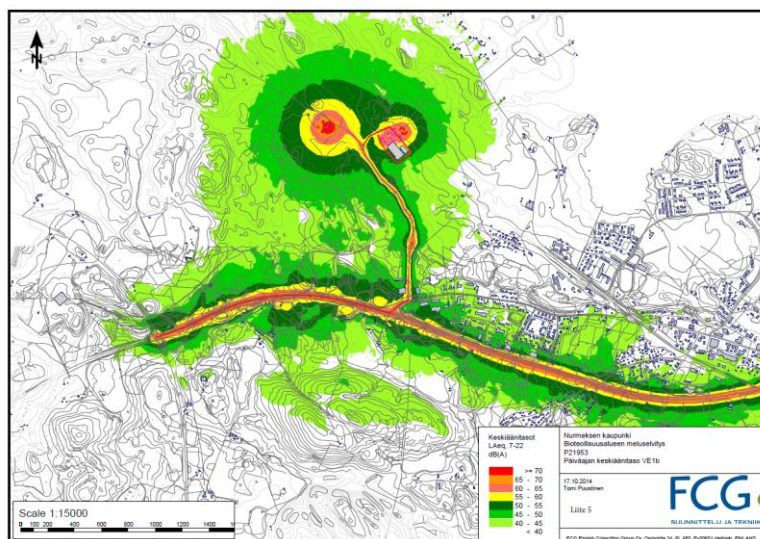 N
Scale 1:15000
0 100 200 400 600 800 1000 1200 1400
Keskiäänitasot
LAeq, 7-22
dB(A)
>= 70
65 - 70
60 - 65
55 - 60
50 - 55
45 - 50
40 - 45
< 40
Nurmeksen kaupunki
Bioteollisuusalueen meluselvitys
P21953
Päiväajan keskiäänitaso VE1b
17.10.2014
Tomi Puustinen
Liite 5
FCG
SUUNNITTELU JA TEKNIIK